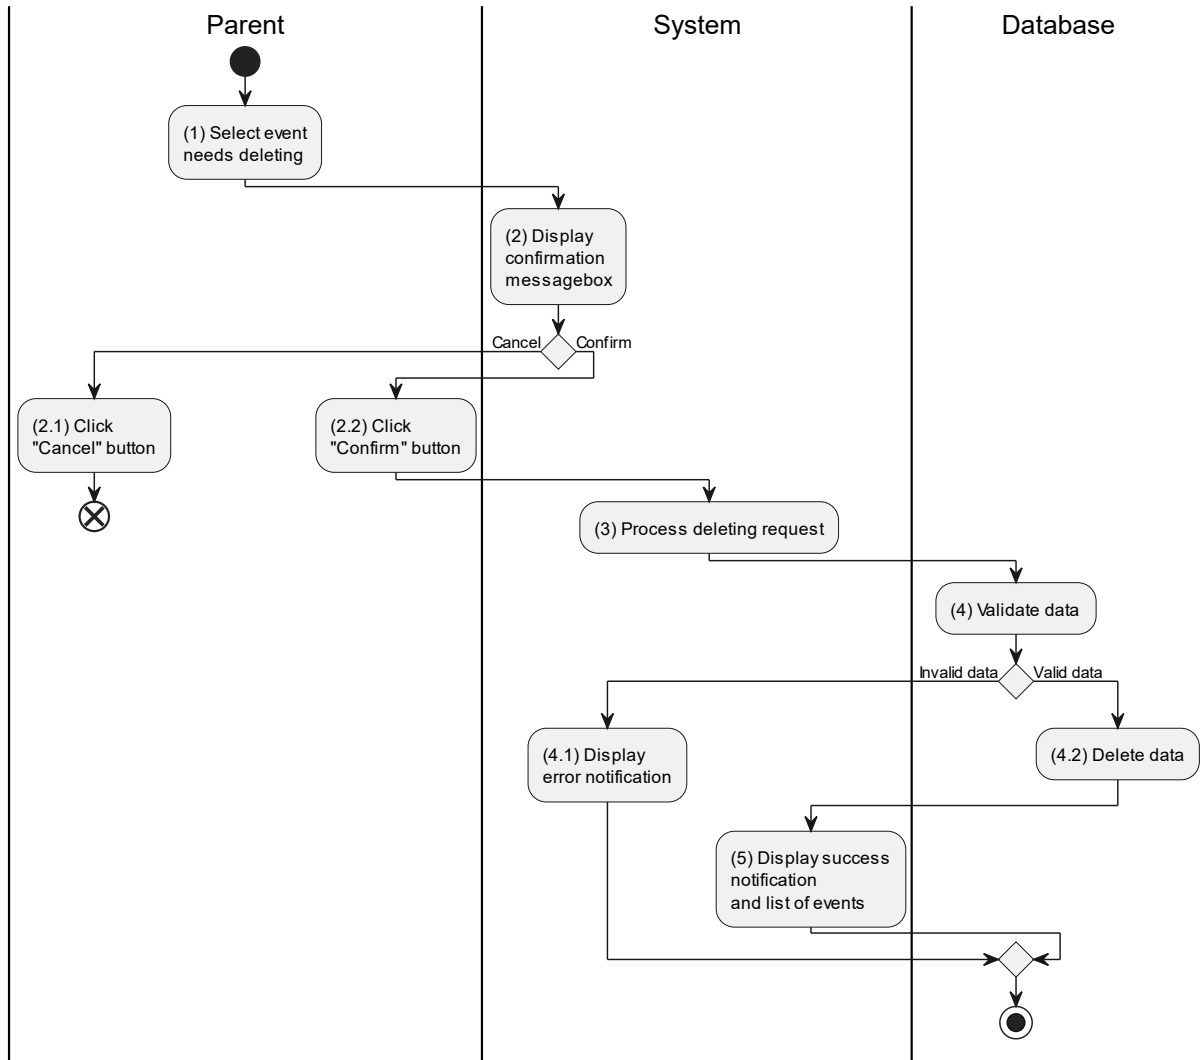 Parent
System
Database
(1) Select event
needs deleting
(2) Display
confirmation
messagebox
Cancel
Confirm
(2.1) Click
"Cancel" button
(2.2) Click
"Confirm" button
(3) Process deleting request
(4) Validate data
Invalid data
Valid data
(4.1) Display
error notification
(4.2) Delete data
(5) Display success
notification
and list of events